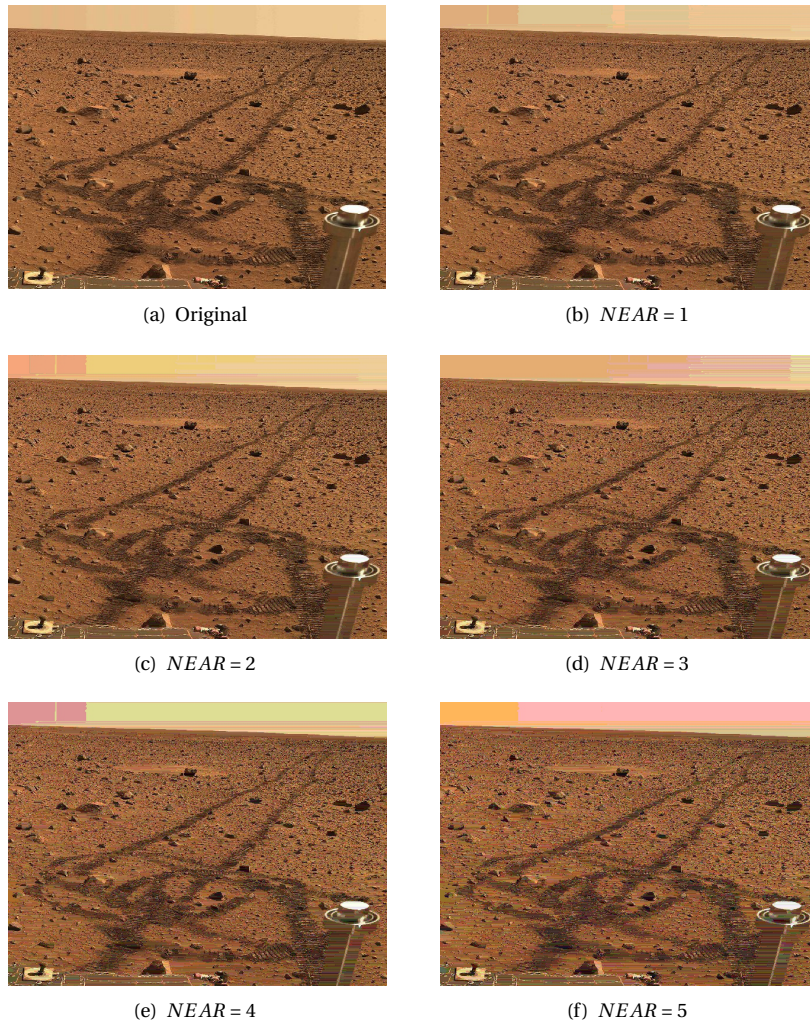 (a) Original
(b) NEAR = 1
(c) NEAR = 2
(d) NEAR = 3
(e) NEAR = 4
(f) NEAR = 5